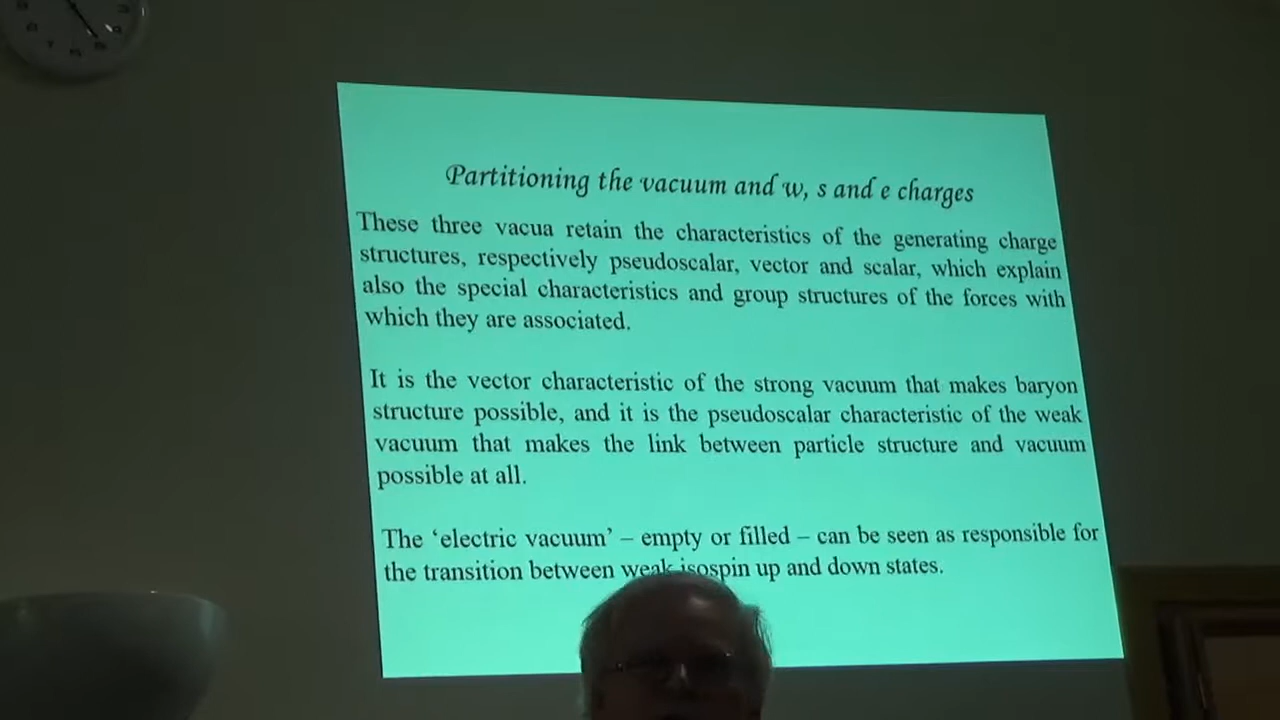 Partitioning the vacuum and w, s and e charges
These three vacua retain the characteristics of the generating charge
structures, respectively pseudoscalar, vector and scalar, which explain
also the special characteristics and group structures of the forces with
which they are associated.
It is the vector characteristic of the strong vacuum that makes baryon
structure possible, and it is the pseudoscalar characteristic of the weak
vacuum that makes the link between particle structure and vacuum
possible at all.
The ‘electric vacuum’ – empty or filled – can be seen as responsible for
the transition between weak isospin up and down states.